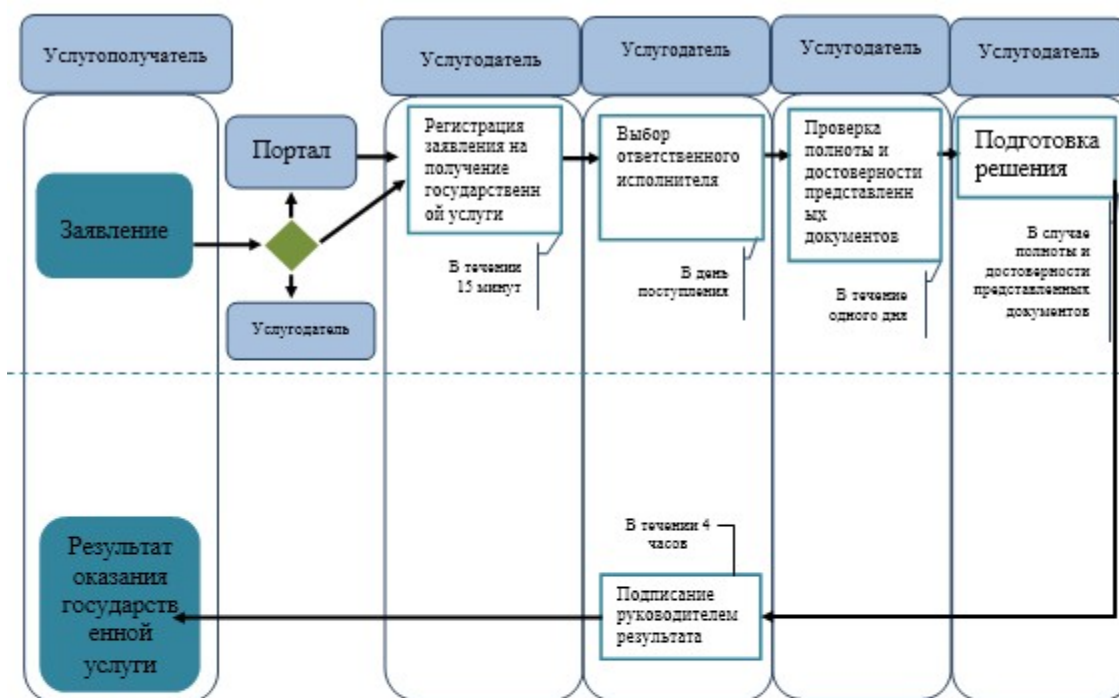 Услугополучатель
Услугодатель
Услугодатель
Услугодатель
Услугодатель
Заявление
Портал
Услугодатель
Регистрация
заявления на
получение
государственн
ой услуги
В течении
15 минут
Выбор
ответственного
исполнителя
В день
поступления
Проверка
полноты и
достоверности
представленн
ых
документов
В течение
одного дня
Подготовка
решения
В случае
полноты и
достоверности
представленных
документов
В течении 4
часов
Подписание
руководителем
результата
Результат
оказания
государств
енной
услуги